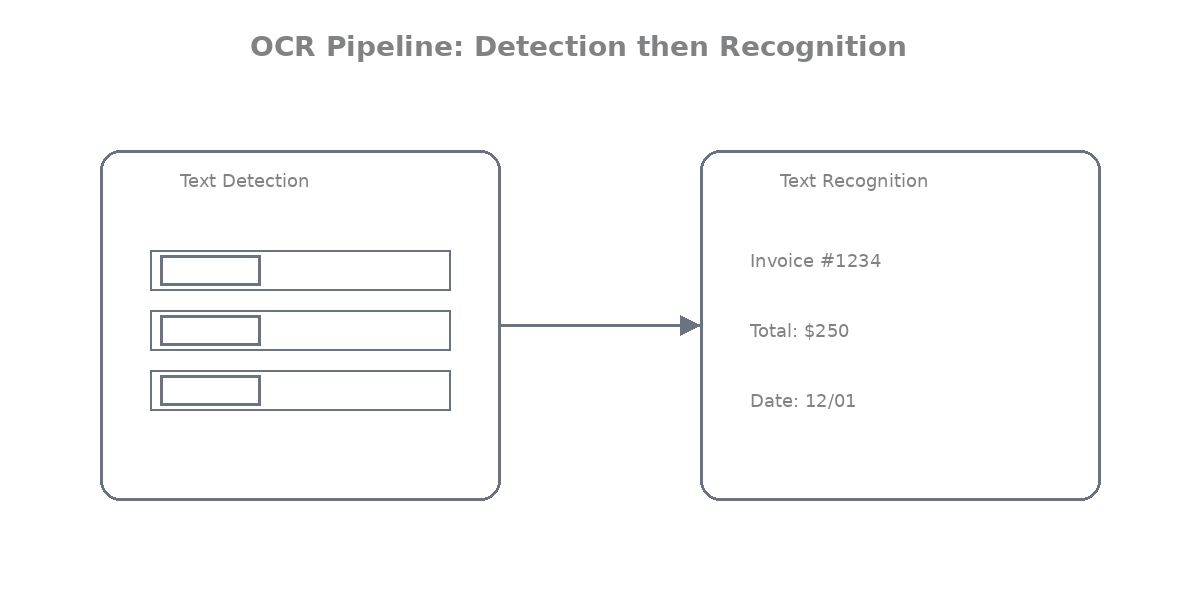 OCR Pipeline: Detection then Recognition
Text Detection
Text Recognition
Invoice #1234
Total: $250
Date: 12/01